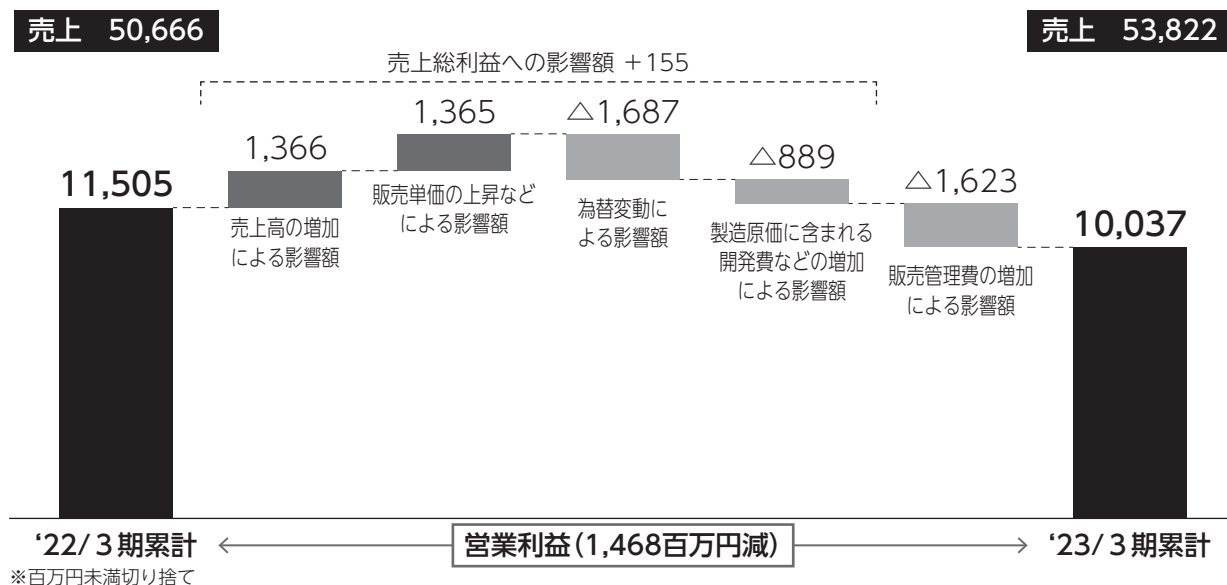 売上 50,666
売上 53,822
売上総利益への影響額 +155
11,505
1,366
売上高の増加
による影響額
1,365
販売単価の上昇など
による影響額
△1,687
為替変動に
よる影響額
△889
製造原価に含まれる
開発費などの増加
による影響額
△1,623
販売管理費の増加
による影響額
10,037
‘22/3期累計
営業利益(1,468百万円減)
‘23/3期累計
※百万円未満切り捨て